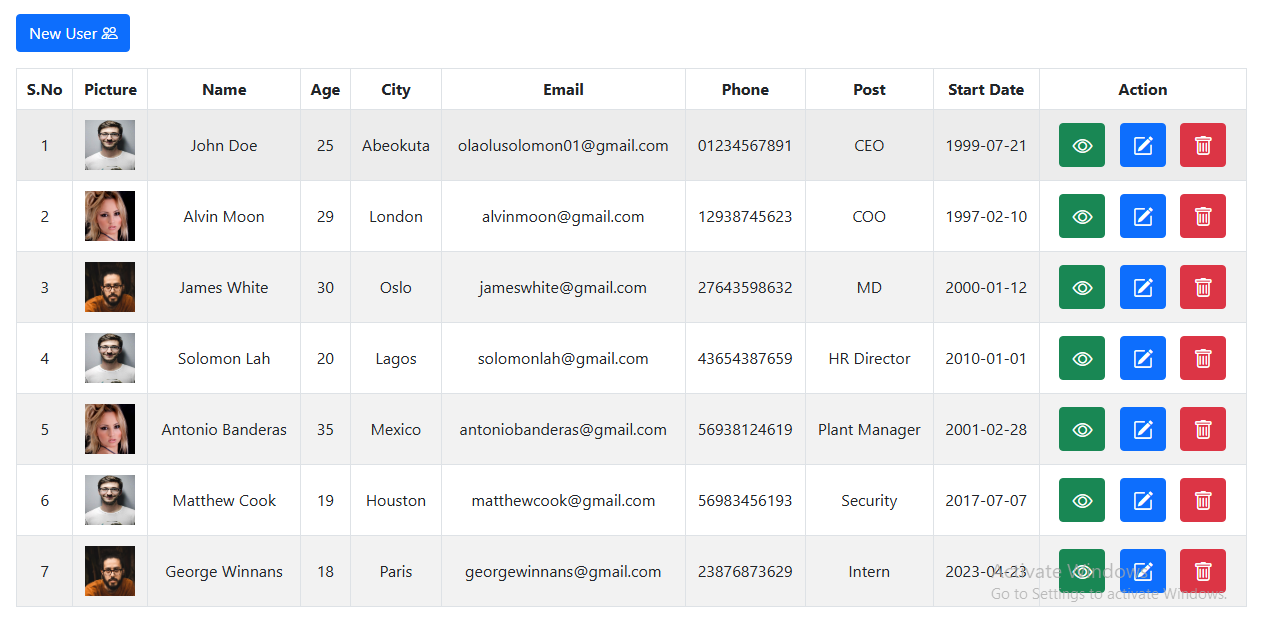 New User
S.No Picture Name Age City Email Phone Post Start Date Action
1 John Doe 25 Abeokuta olaolusolomon01@gmail.com 01234567891 CEO 1999-07-21
2 Alvin Moon 29 London alvinmoon@gmail.com 12938745623 COO 1997-02-10
3 James White 30 Oslo jameswhite@gmail.com 27643598632 MD 2000-01-12
4 Solomon Lah 20 Lagos solomonlah@gmail.com 43654387659 HR Director 2010-01-01
5 Antonio Banderas 35 Mexico antoniobanderas@gmail.com 56938124619 Plant Manager 2001-02-28
6 Matthew Cook 19 Houston matthewcook@gmail.com 56983456193 Security 2017-07-07
7 George Winnans 18 Paris georgewinnans@gmail.com 23876873629 Intern 2023-04-23
Activate Windows
Go to Settings to activate Windows.